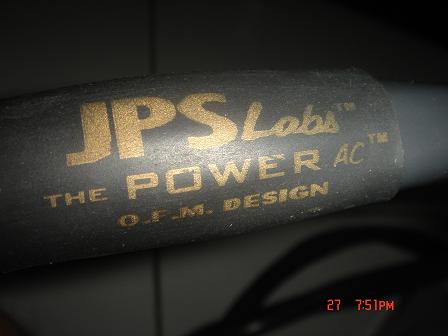 JPS Labs™
THE POWER AC™
O.F.M. DESIGN
27 7:51PM